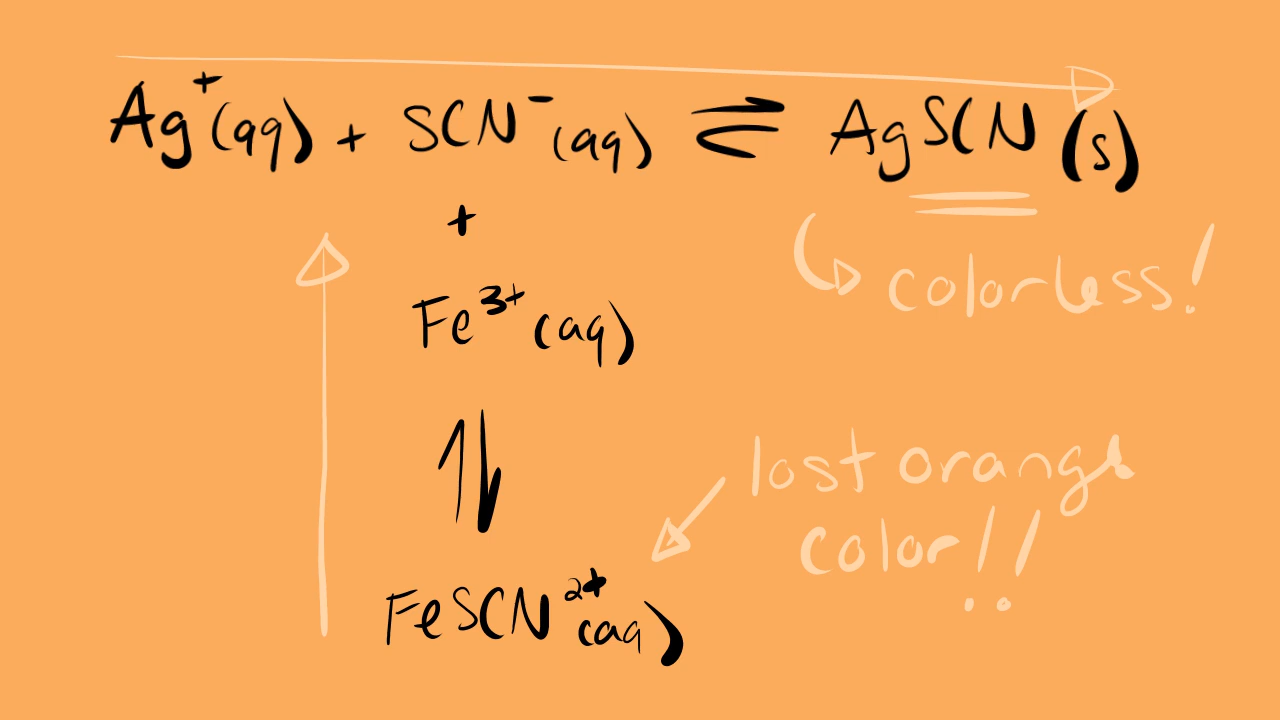 Ag⁺(aq) + SCN⁻(aq) ⇌ AgSCN(s)
+
colorless!
Fe³⁺(aq)
⇅
lost orange
color!!
FeSCN²⁺(aq)